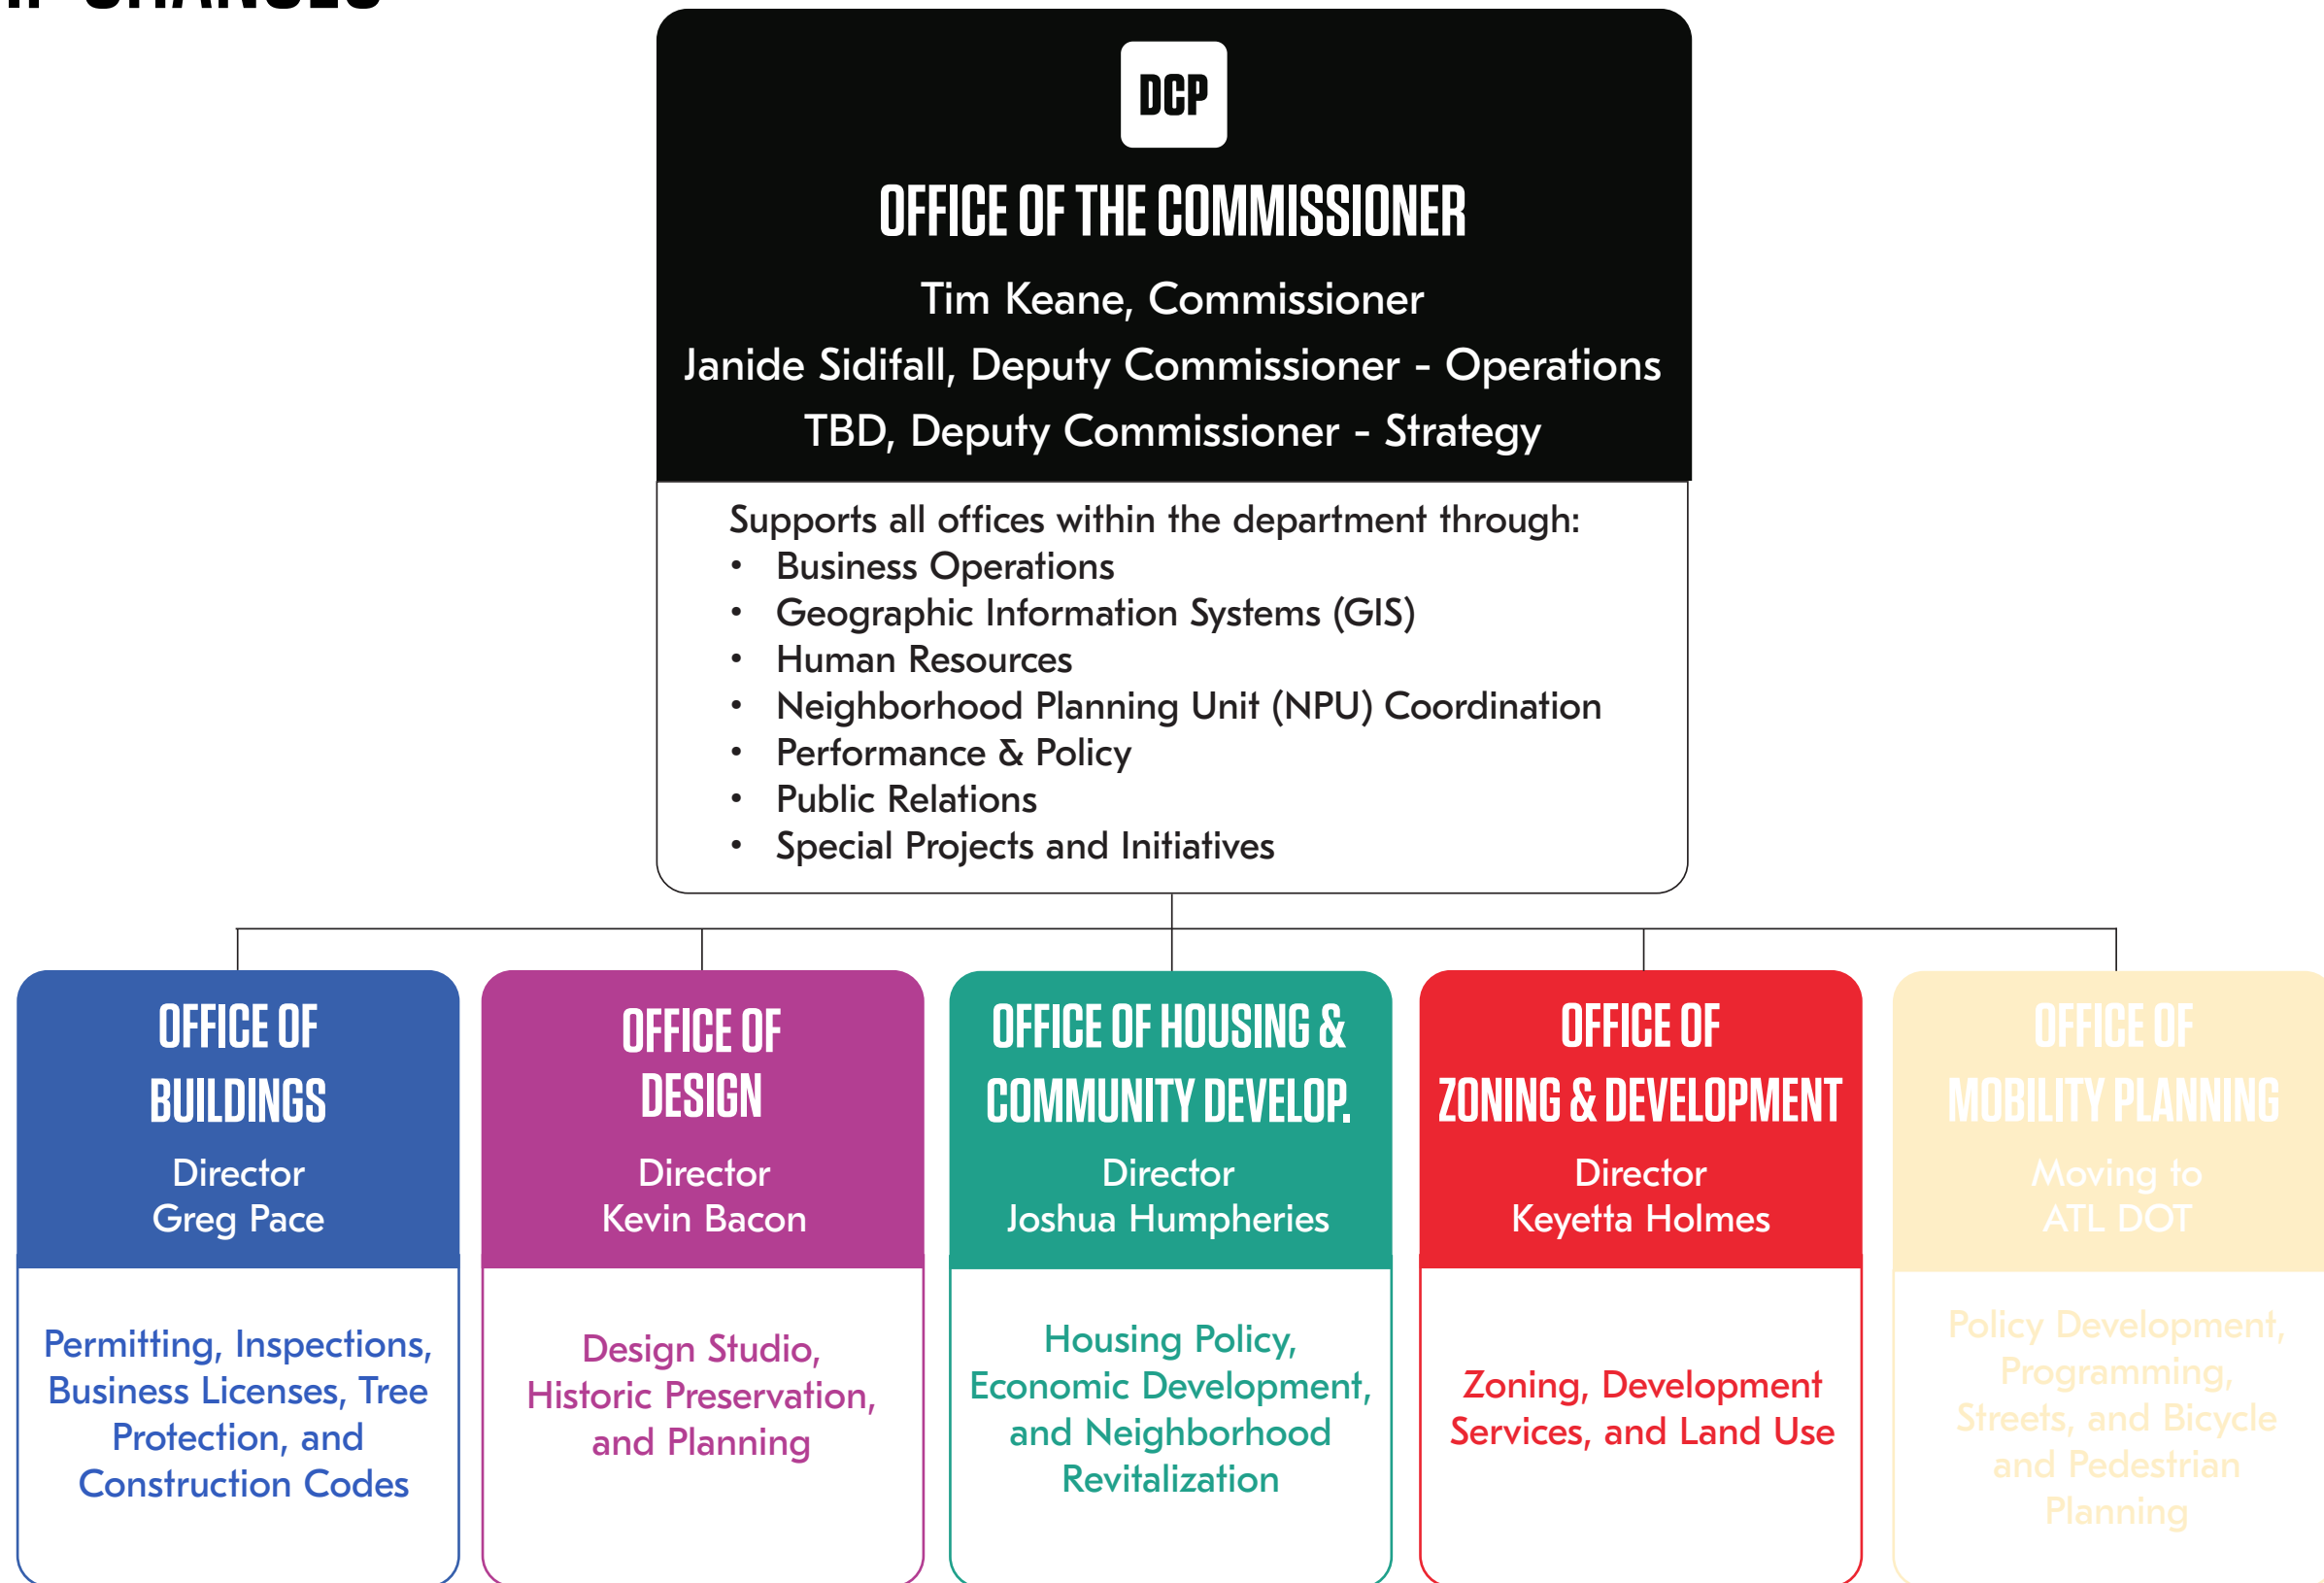 CHANGES
DCP
OFFICE OF THE COMMISSIONER
Tim Keane, Commissioner
Janide Sidifall, Deputy Commissioner - Operations
TBD, Deputy Commissioner - Strategy
Supports all offices within the department through:
• Business Operations
• Geographic Information Systems (GIS)
• Human Resources
• Neighborhood Planning Unit (NPU) Coordination
• Performance & Policy
• Public Relations
• Special Projects and Initiatives
OFFICE OF
BUILDINGS
Director
Greg Pace
Permitting, Inspections,
Business Licenses, Tree
Protection, and
Construction Codes
OFFICE OF
DESIGN
Director
Kevin Bacon
Design Studio,
Historic Preservation,
and Planning
OFFICE OF HOUSING &
COMMUNITY DEVELOP.
Director
Joshua Humpheries
Housing Policy,
Economic Development,
and Neighborhood
Revitalization
OFFICE OF
ZONING & DEVELOPMENT
Director
Keyetta Holmes
Zoning, Development
Services, and Land Use
OFFICE OF
MOBILITY PLANNING
Moving to
ATL DOT
Policy Development,
Programming,
Streets, and Bicycle
and Pedestrian
Planning